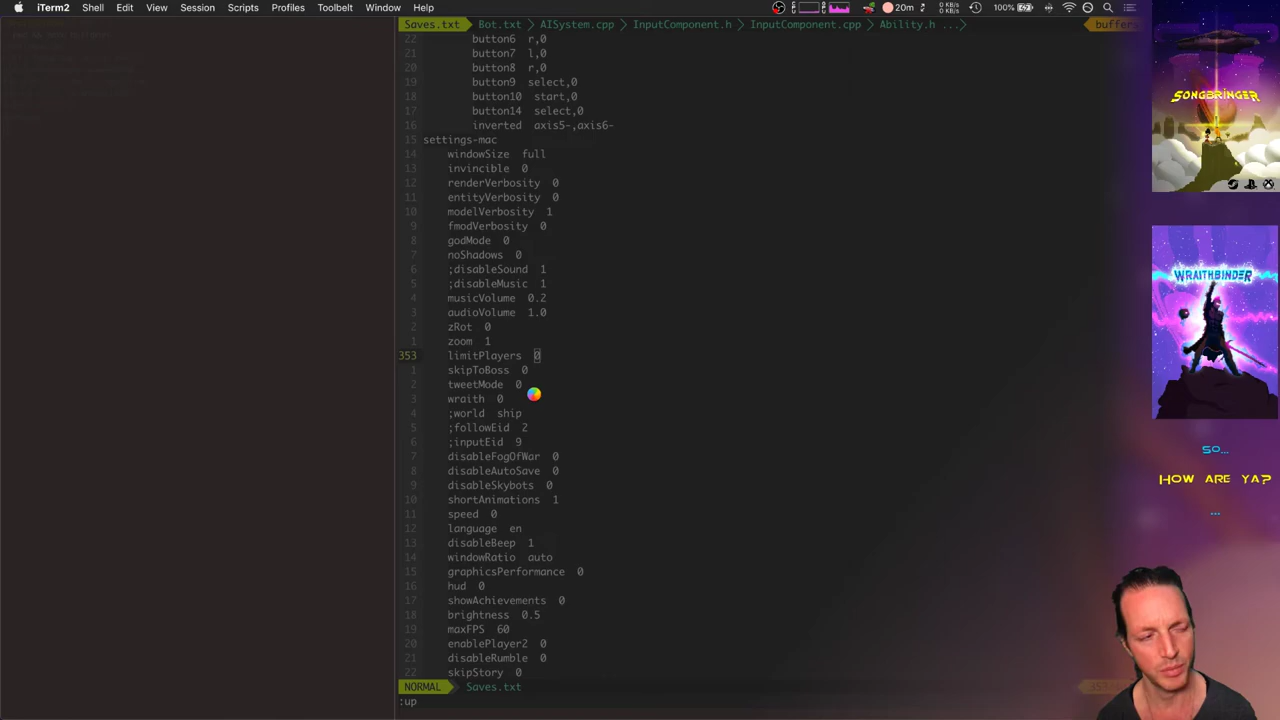 iTerm2 Shell Edit View Session Scripts Profiles Toolbelt Window Help
20m 0 KB/s 0 KB/s 100%
Saves.txt Bot.txt AISystem.cpp InputComponent.h InputComponent.cpp Ability.h ... buffers
22 button6 r,0
21 button7 l,0
20 button8 r,0
19 button9 select,0
18 button10 start,0
17 button14 select,0
16 inverted axis5-,axis6-
15 settings-mac
14 windowSize full
13 invincible 0
12 renderVerbosity 0
11 entityVerbosity 0
10 modelVerbosity 1
9 fmodVerbosity 0
8 godMode 0
7 noShadows 0
6 ;disableSound 1
5 ;disableMusic 1
4 musicVolume 0.2
3 audioVolume 1.0
2 zRot 0
1 zoom 1
353 limitPlayers 0
1 skipToBoss 0
2 tweetMode 0
3 wraith 0
4 ;world ship
5 ;followEid 2
6 ;inputEid 9
7 disableFogOfWar 0
8 disableAutoSave 0
9 disableSkybots 0
10 shortAnimations 1
11 speed 0
12 language en
13 disableBeep 1
14 windowRatio auto
15 graphicsPerformance 0
16 hud 0
17 showAchievements 0
18 brightness 0.5
19 maxFPS 60
20 enablePlayer2 0
21 disableRumble 0
22 skipStory 0
NORMAL Saves.txt
:up
SONGBRINGER
WRAITHBINDER
SO...
HOW ARE YA?
...